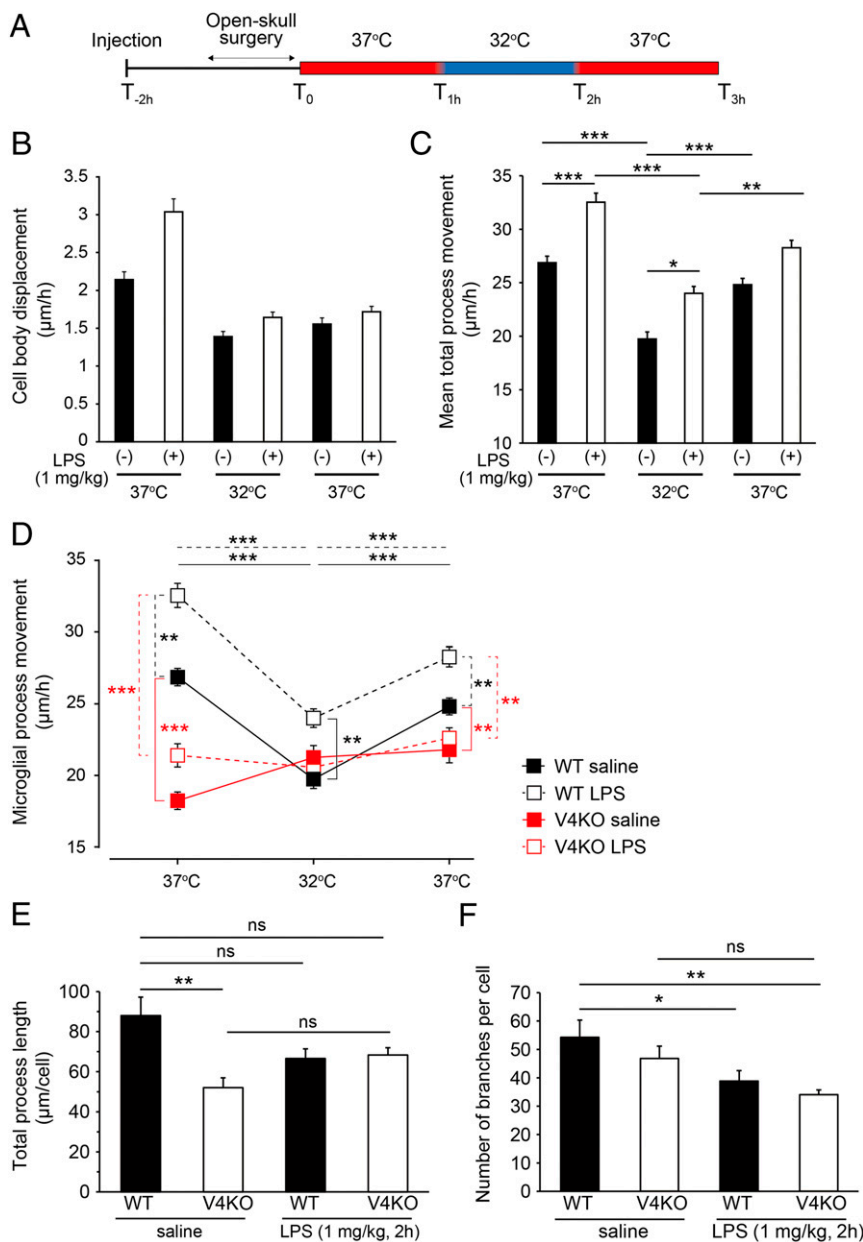 A
Injection
Open-skull
surgery
37°C 32°C 37°C
T-2h T0 T1h T2h T3h
B
Cell body displacement
(µm/h)
3.5
3
2.5
2
1.5
1
0.5
0
LPS (-) (+) (-) (+) (-) (+)
(1 mg/kg)
37°C 32°C 37°C
C
Mean total process movement
(µm/h)
*** ***
*** *** **
*
35
30
25
20
15
10
LPS (-) (+) (-) (+) (-) (+)
(1 mg/kg)
37°C 32°C 37°C
D
Microglial process movement
(µm/h)
*** ***
*** ***
35
30
25
20
15
**
***
***
**
**
**
**
37°C 32°C 37°C
WT saline
WT LPS
V4KO saline
V4KO LPS
E
Total process length
(µm/cell)
ns
ns
**
ns
100
80
60
40
20
0
WT V4KO WT V4KO
saline LPS (1 mg/kg, 2h)
F
Number of branches per cell
ns
**
*
70
60
50
40
30
20
10
0
WT V4KO WT V4KO
saline LPS (1 mg/kg, 2h)